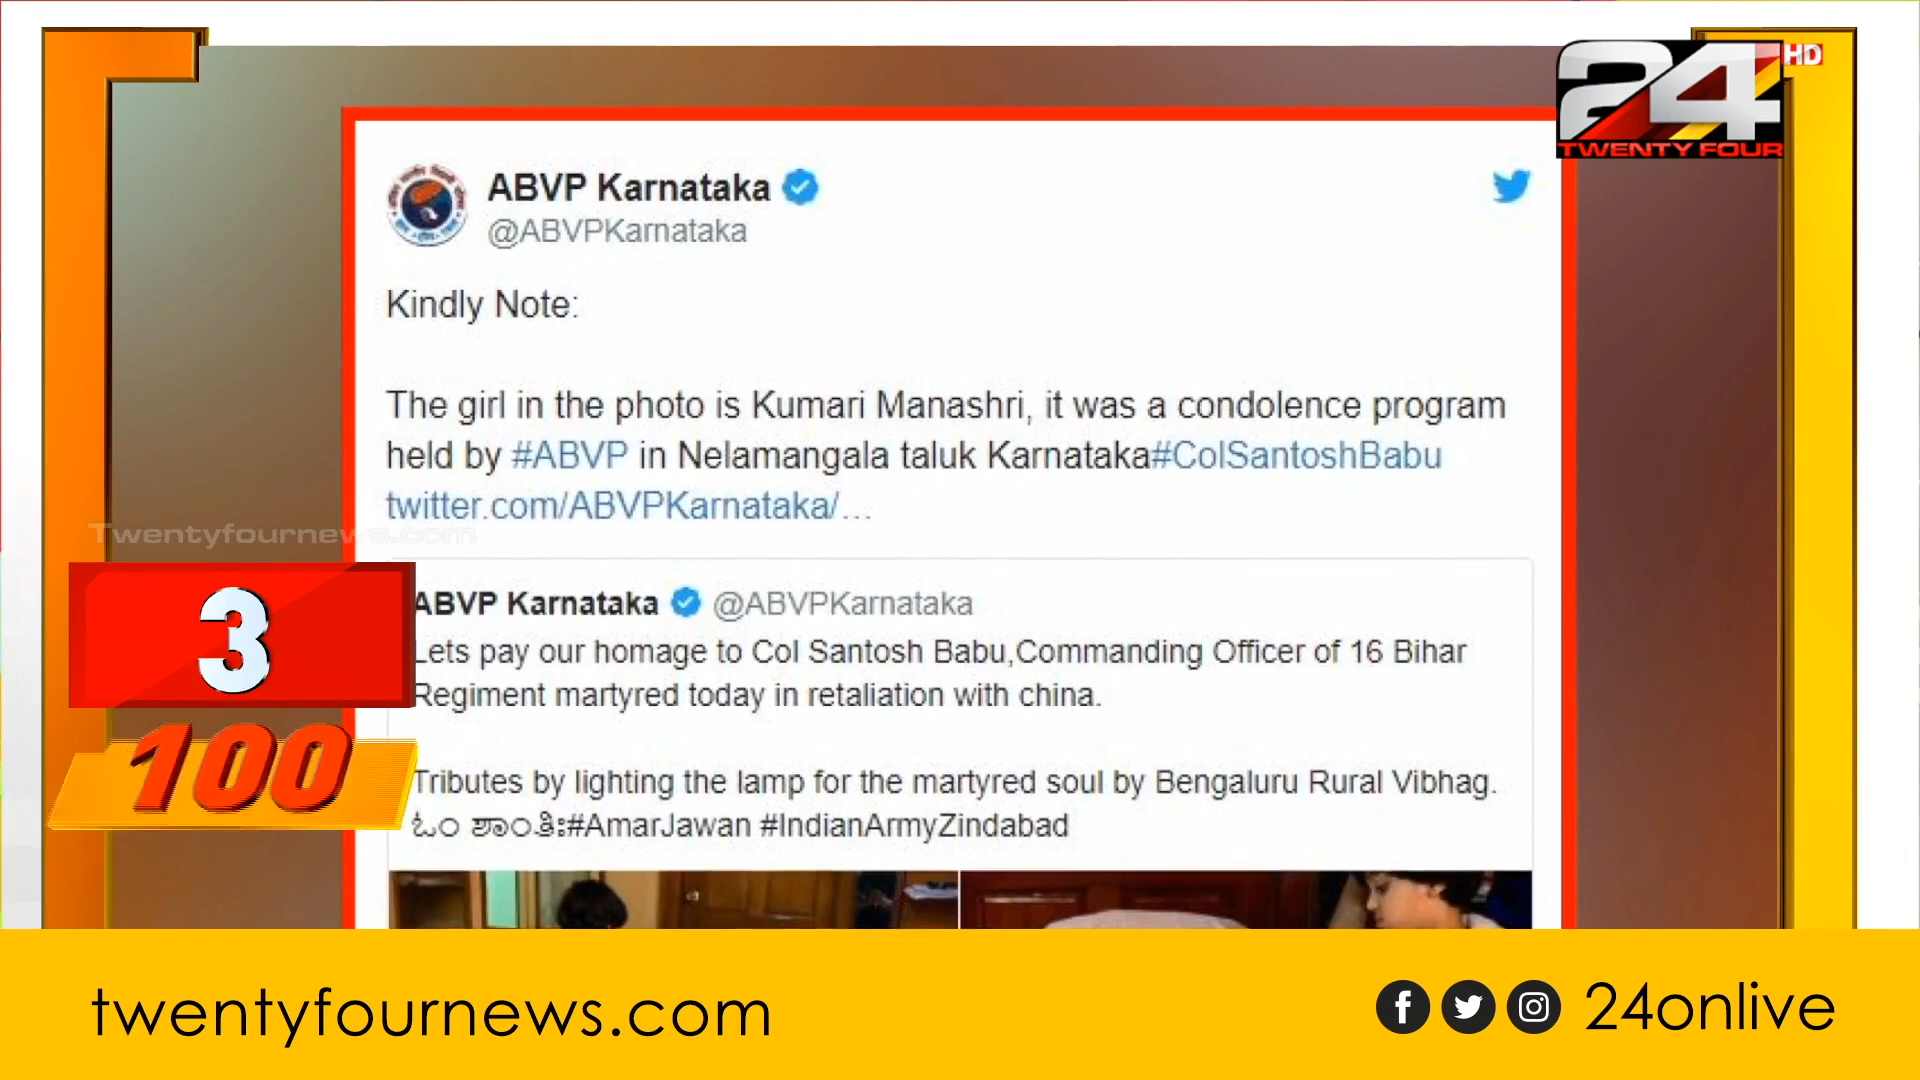 24 HD
TWENTY FOUR
ABVP Karnataka
@ABVPKarnataka
Kindly Note:
The girl in the photo is Kumari Manashri, it was a condolence program
held by #ABVP in Nelamangala taluk Karnataka#ColSantoshBabu
twitter.com/ABVPKarnataka/...
Twentyfournews.com
ABVP Karnataka @ABVPKarnataka
Lets pay our homage to Col Santosh Babu,Commanding Officer of 16 Bihar
Regiment martyred today in retaliation with china.
Tributes by lighting the lamp for the martyred soul by Bengaluru Rural Vibhag.
ಓಂ ಶಾಂತಿಃ#AmarJawan #IndianArmyZindabad
3
100
twentyfournews.com
24onlive